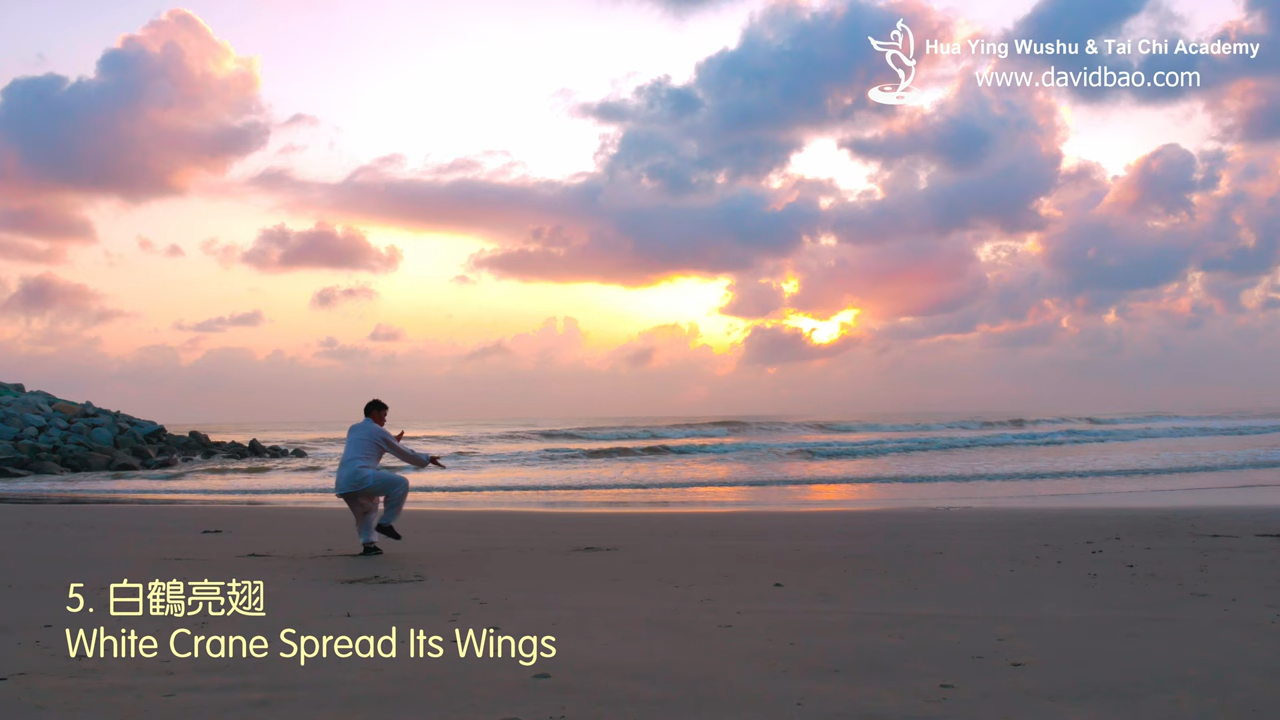 Hua Ying Wushu & Tai Chi Academy
www.davidbao.com
5. 白鶴亮翅
White Crane Spread Its Wings